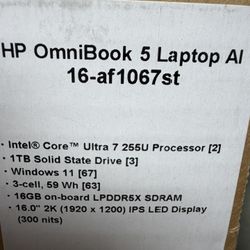 HP OmniBook 5 Laptop AI
16-af1067st
• Intel® Core™ Ultra 7 255U Processor [2]
• 1TB Solid State Drive [3]
• Windows 11 [67]
• 3-cell, 59 Wh [63]
• 16GB on-board LPDDR5X SDRAM
• 16.0" 2K (1920 x 1200) IPS LED Display
(300 nits)